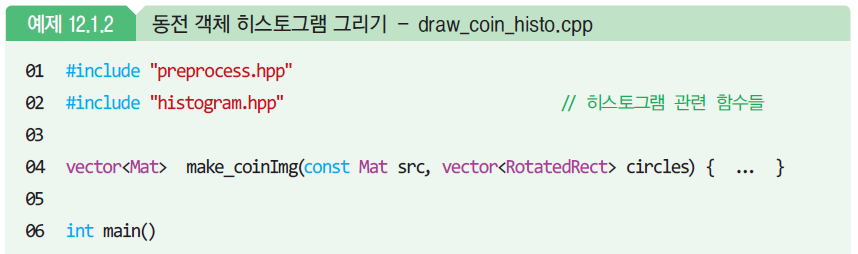 예제 12.1.2 동전 객체 히스토그램 그리기 - draw_coin_histo.cpp
01 #include "preprocess.hpp"
02 #include "histogram.hpp" // 히스토그램 관련 함수들
03
04 vector<Mat> make_coinImg(const Mat src, vector<RotatedRect> circles) { ... }
05
06 int main()